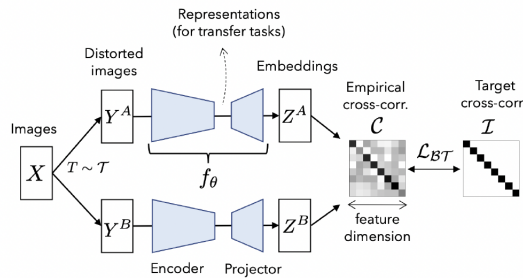 Representations
(for transfer tasks)
Distorted
images
Embeddings
Images
Empirical
cross-corr.
Target
cross-corr
X
T ~ 𝒯
Y^A
Y^B
f_θ
Z^A
Z^B
𝒞
ℒ_ℬ𝒯
ℐ
feature
dimension
Encoder
Projector